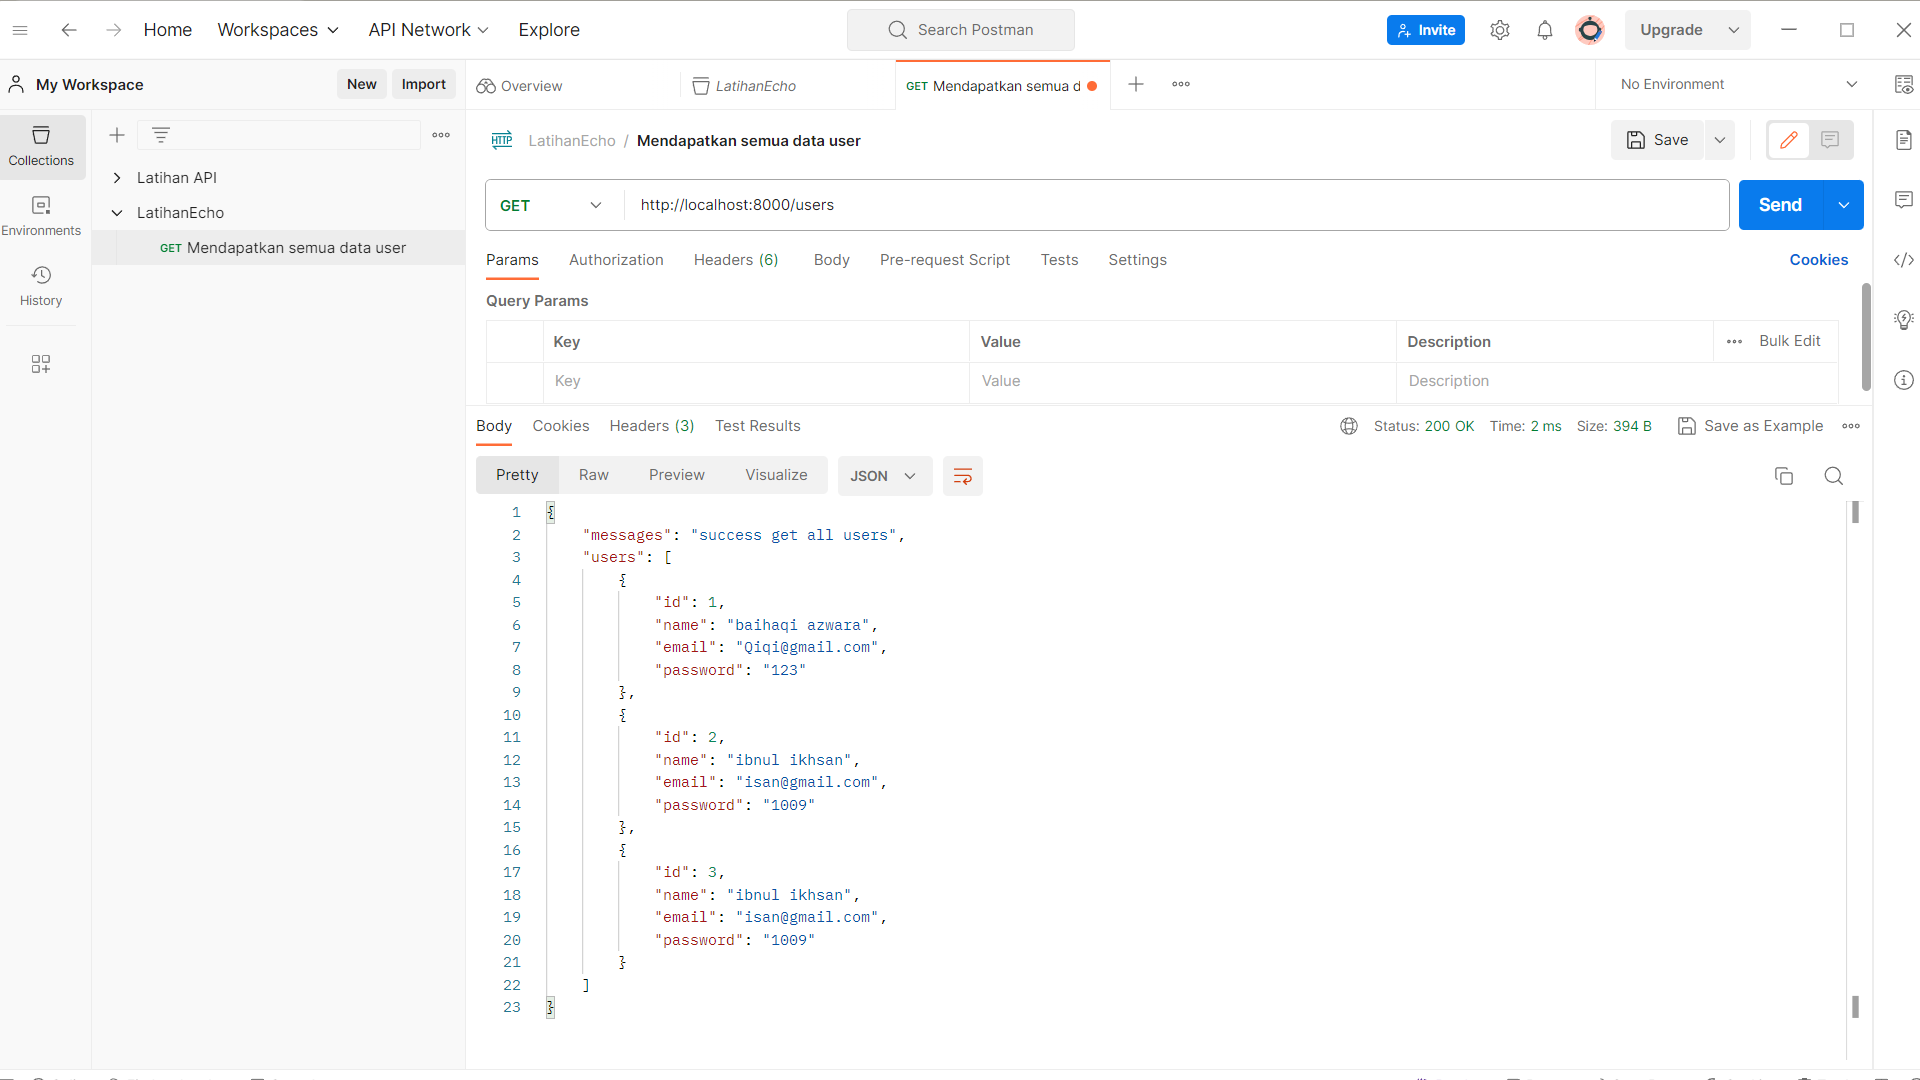 Home Workspaces API Network Explore Search Postman Invite Upgrade
My Workspace New Import Overview LatihanEcho GET Mendapatkan semua d No Environment
Collections
Environments
History
Latihan API
LatihanEcho
GET Mendapatkan semua data user
HTTP LatihanEcho / Mendapatkan semua data user Save
GET http://localhost:8000/users Send
Params Authorization Headers (6) Body Pre-request Script Tests Settings Cookies
Query Params
Key Value Description Bulk Edit
Key Value Description
Body Cookies Headers (3) Test Results Status: 200 OK Time: 2 ms Size: 394 B Save as Example
Pretty Raw Preview Visualize JSON
1 {
2 "messages": "success get all users",
3 "users": [
4 {
5 "id": 1,
6 "name": "baihaqi azwara",
7 "email": "Qiqi@gmail.com",
8 "password": "123"
9 },
10 {
11 "id": 2,
12 "name": "ibnul ikhsan",
13 "email": "isan@gmail.com",
14 "password": "1009"
15 },
16 {
17 "id": 3,
18 "name": "ibnul ikhsan",
19 "email": "isan@gmail.com",
20 "password": "1009"
21 }
22 ]
23 }